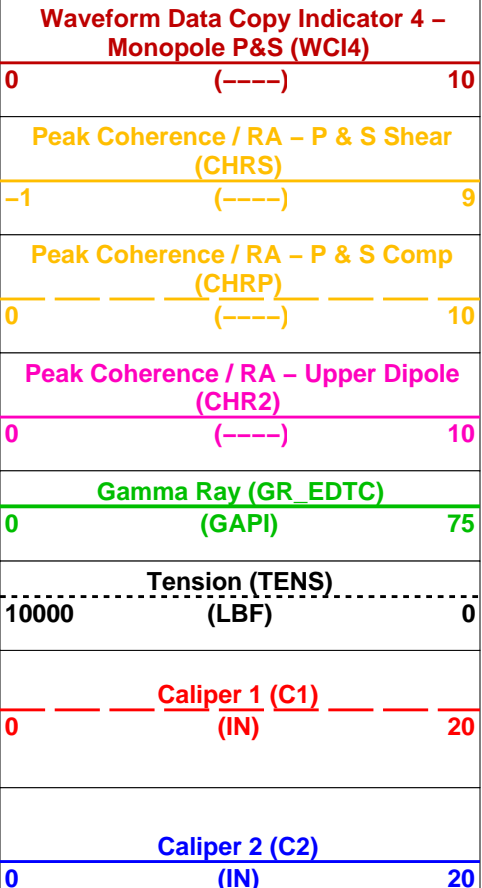 Waveform Data Copy Indicator 4 –
Monopole P&S (WCI4)
0 (––––) 10
Peak Coherence / RA – P & S Shear
(CHRS)
–1 (––––) 9
Peak Coherence / RA – P & S Comp
(CHRP)
0 (––––) 10
Peak Coherence / RA – Upper Dipole
(CHR2)
0 (––––) 10
Gamma Ray (GR_EDTC)
0 (GAPI) 75
Tension (TENS)
10000 (LBF) 0
Caliper 1 (C1)
0 (IN) 20
Caliper 2 (C2)
0 (IN) 20